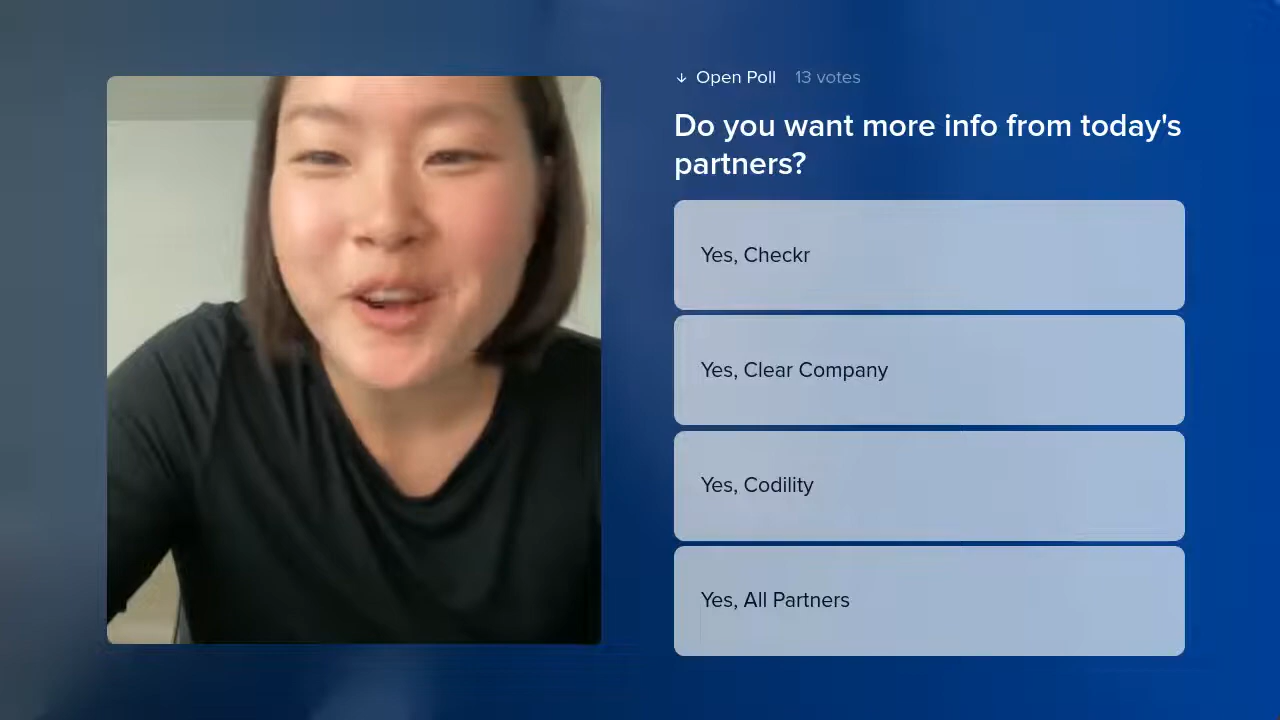 ↓ Open Poll 13 votes
Do you want more info from today's
partners?
Yes, Checkr
Yes, Clear Company
Yes, Codility
Yes, All Partners